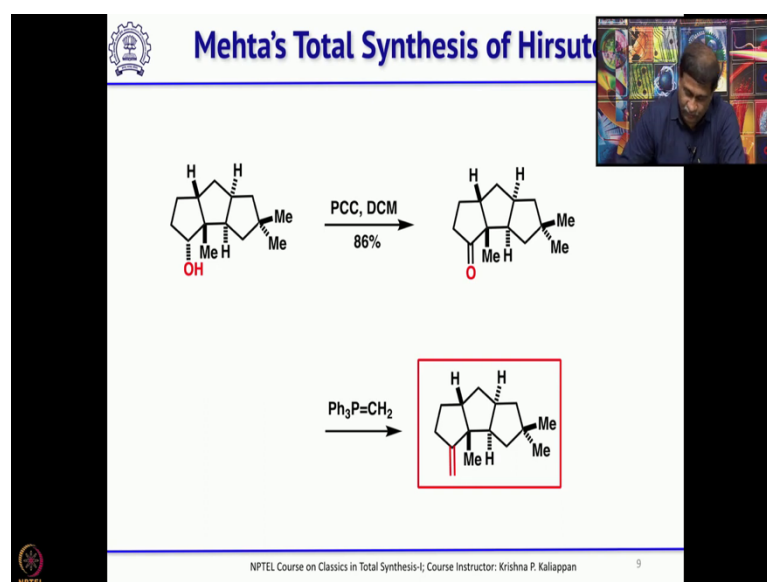 Mehta's Total Synthesis of Hirsute
H H
Me
Me
Me H
OH
PCC, DCM
86%
H H
Me
Me
Me H
O
Ph3P=CH2
H H
Me
Me
Me H
NPTEL Course on Classics in Total Synthesis-I; Course Instructor: Krishna P. Kaliappan
9
NPTEL